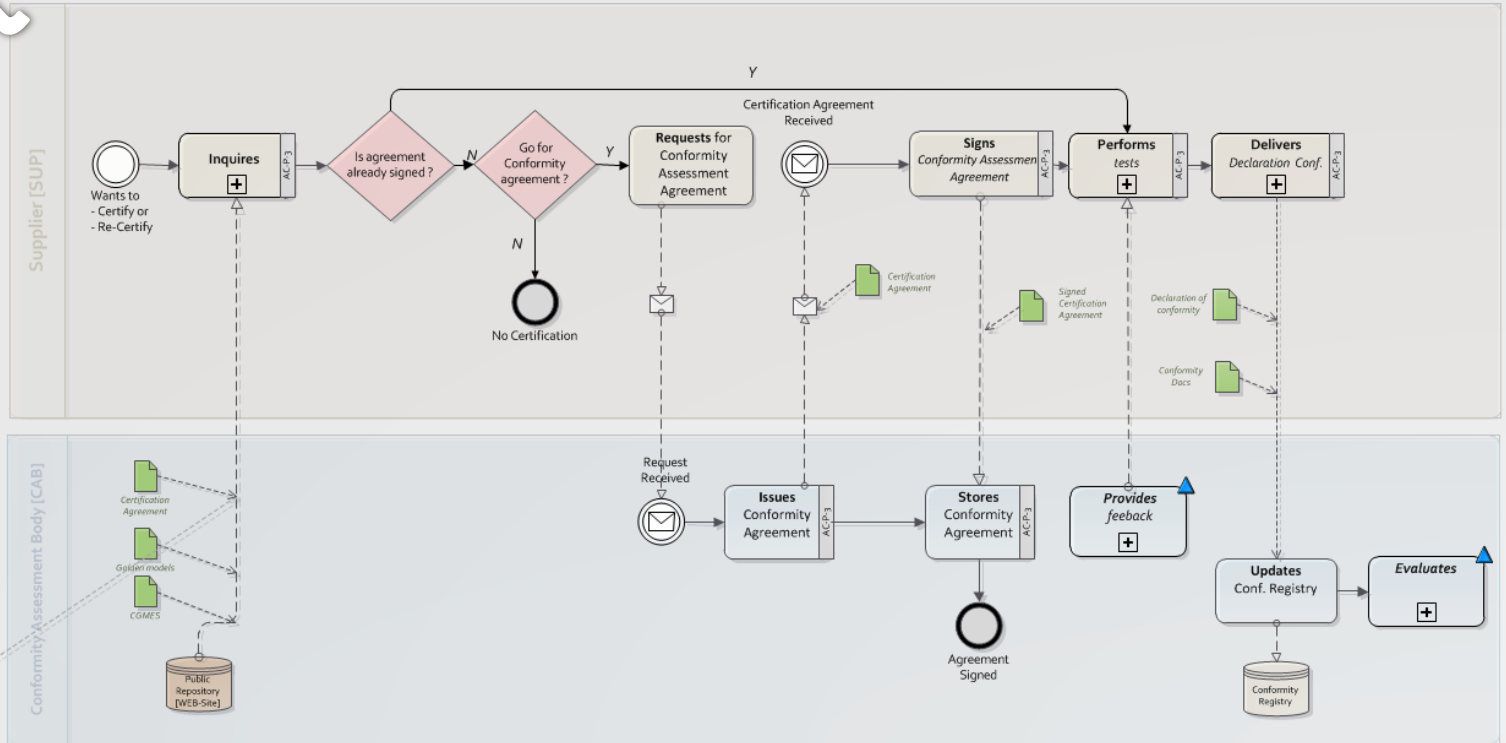 Supplier [SUP]
Wants to
- Certify or
- Re-Certify
Inquires
AC-P-3
Is agreement
already signed ?
N
Y
Go for
Conformity
agreement ?
Y
N
No Certification
Requests for
Conformity
Assessment
Agreement
Certification Agreement
Received
Certification
Agreement
Signs
Conformity Assessmen
Agreement
AC-P-3
Signed
Certification
Agreement
Performs
tests
AC-P-3
Delivers
Declaration Conf.
AC-P-3
Declaration of
conformity
Conformity
Docs
Conformity Assessment Body [CAB]
Certification
Agreement
Golden models
CGMES
Public
Repository
[WEB-Site]
Request
Received
Issues
Conformity
Agreement
AC-P-3
Stores
Conformity
Agreement
AC-P-3
Agreement
Signed
Provides
feeback
Updates
Conf. Registry
Evaluates
Conformity
Registry